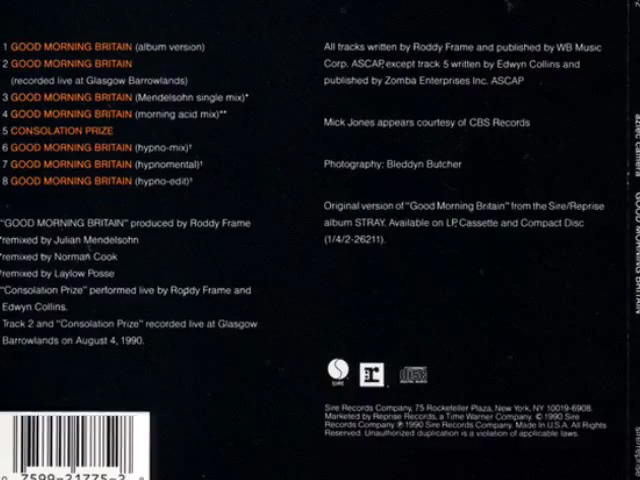 1 GOOD MORNING BRITAIN (album version)
2 GOOD MORNING BRITAIN
(recorded live at Glasgow Barrowlands)
3 GOOD MORNING BRITAIN (Mendelsohn single mix)*
4 GOOD MORNING BRITAIN (morning acid mix)**
5 CONSOLATION PRIZE
6 GOOD MORNING BRITAIN (hypno-mix)†
7 GOOD MORNING BRITAIN (hypnomental)†
8 GOOD MORNING BRITAIN (hypno-edit)†
"GOOD MORNING BRITAIN" produced by Roddy Frame
*remixed by Julian Mendelsohn
*remixed by Norman Cook
†remixed by Laylow Posse
"Consolation Prize" performed live by Roddy Frame and
Edwyn Collins.
Track 2 and "Consolation Prize" recorded live at Glasgow
Barrowlands on August 4, 1990.
7599-21775-2
All tracks written by Roddy Frame and published by WB Music
Corp. ASCAP, except track 5 written by Edwyn Collins and
published by Zomba Enterprises Inc. ASCAP
Mick Jones appears courtesy of CBS Records
Photography: Bleddyn Butcher
Original version of "Good Morning Britain" from the Sire/Reprise
album STRAY. Available on LP, Cassette and Compact Disc
(1/4/2-26211).
SIRE
r
disc
DIGITAL AUDIO
Sire Records Company, 75 Rockefeller Plaza, New York, NY 10019-6908.
Marketed by Reprise Records, a Time Warner Company. © 1990 Sire
Records Company ℗ 1990 Sire Records Company. Made in U.S.A. All Rights
Reserved. Unauthorized duplication is a violation of applicable laws.
aztec camera GOOD MORNING BRITAIN